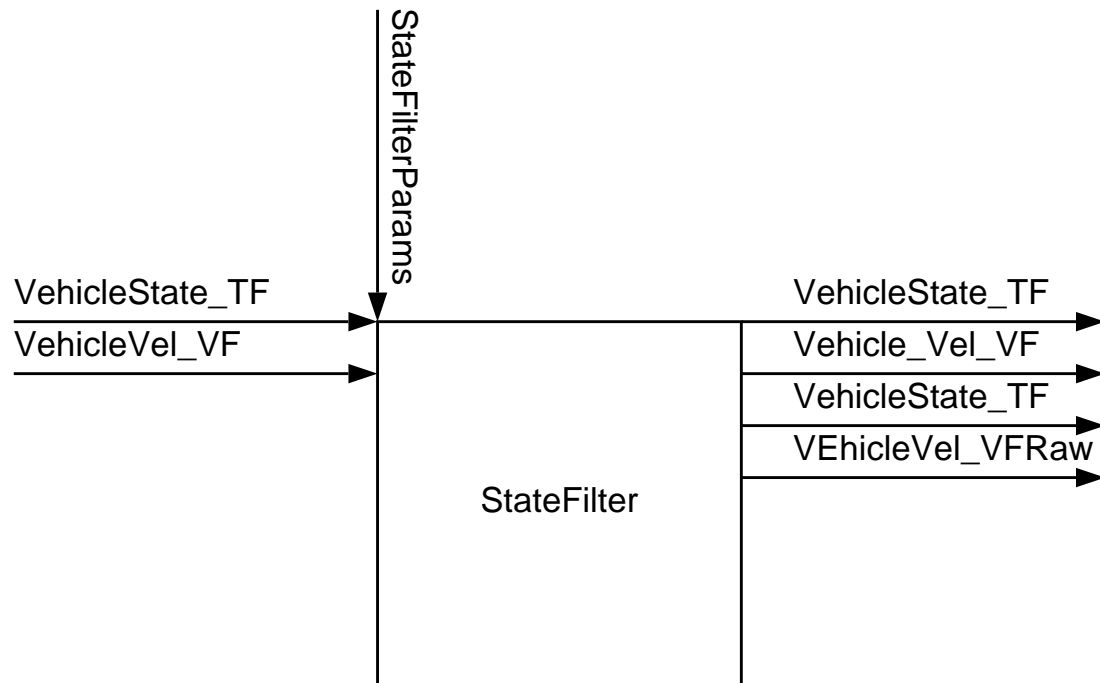 StateFilterParams
VehicleState_TF
VehicleVel_VF
StateFilter
VehicleState_TF
Vehicle_Vel_VF
VehicleState_TF
VEhicleVel_VFRaw